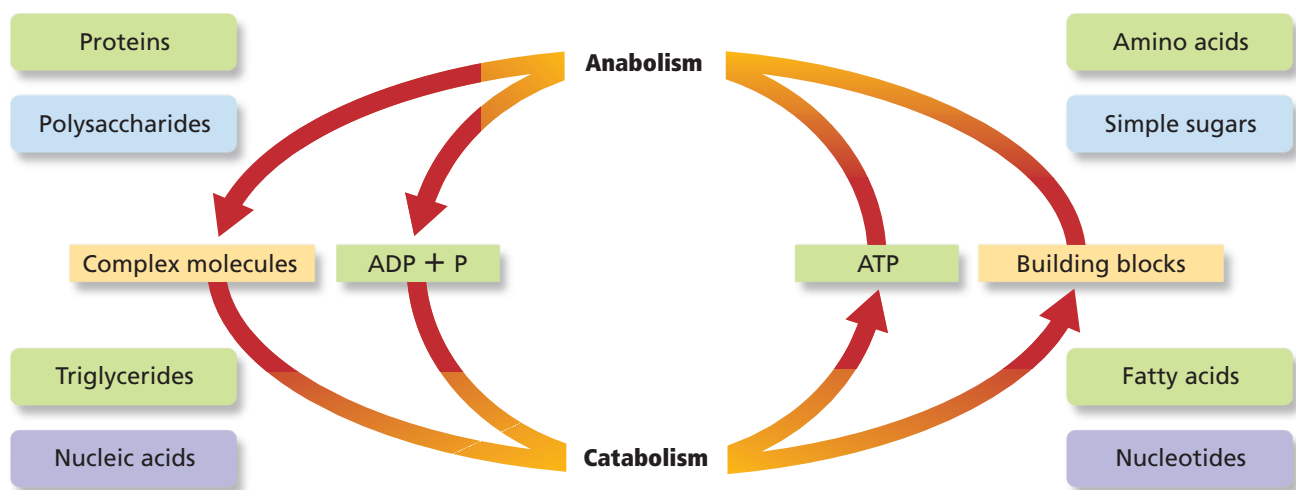 Proteins
Anabolism
Amino acids
Polysaccharides
Simple sugars
Complex molecules
ADP + P
ATP
Building blocks
Triglycerides
Fatty acids
Nucleic acids
Catabolism
Nucleotides